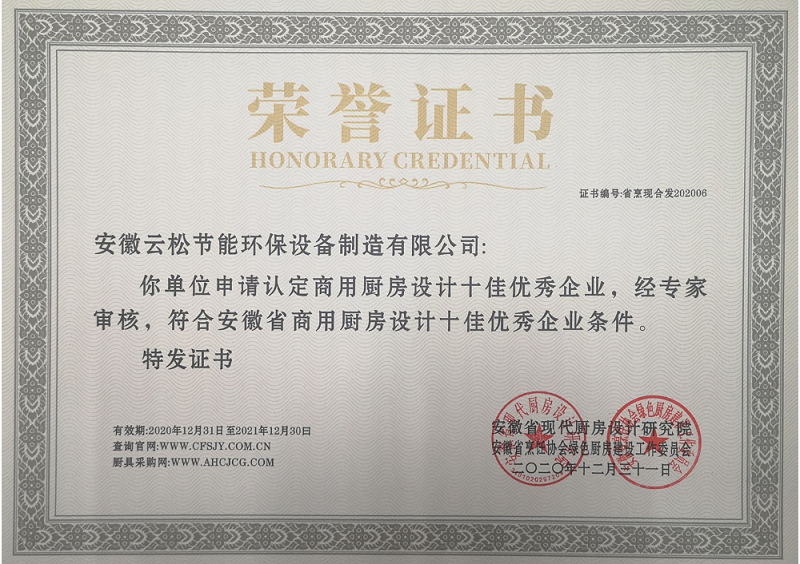 荣誉证书
HONORARY CREDENTIAL
证书编号:省烹现合发202006
安徽云松节能环保设备制造有限公司:
你单位申请认定商用厨房设计十佳优秀企业，经专家
审核，符合安徽省商用厨房设计十佳优秀企业条件。
特发证书
有效期:2020年12月31日至2021年12月30日
查询官网:WWW.CFSJY.COM.CN
厨具采购网:WWW.AHCJCG.COM
安徽省现代厨房设计研究院
安徽省烹饪协会绿色厨房建设工作委员会
二〇二〇年十二月三十一日